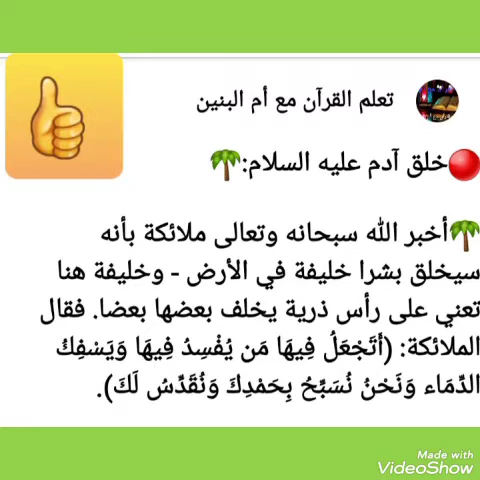 تعلم القرآن مع أم البنين
خلق آدم عليه السلام:
أخبر الله سبحانه وتعالى ملائكة بأنه
سيخلق بشرا خليفة في الأرض - وخليفة هنا
تعني على رأس ذرية يخلف بعضها بعضا. فقال
الملائكة: (أَتَجْعَلُ فِيهَا مَن يُفْسِدُ فِيهَا وَيَسْفِكُ
الدِّمَاء وَنَحْنُ نُسَبِّحُ بِحَمْدِكَ وَنُقَدِّسُ لَكَ).
Made with
VideoShow